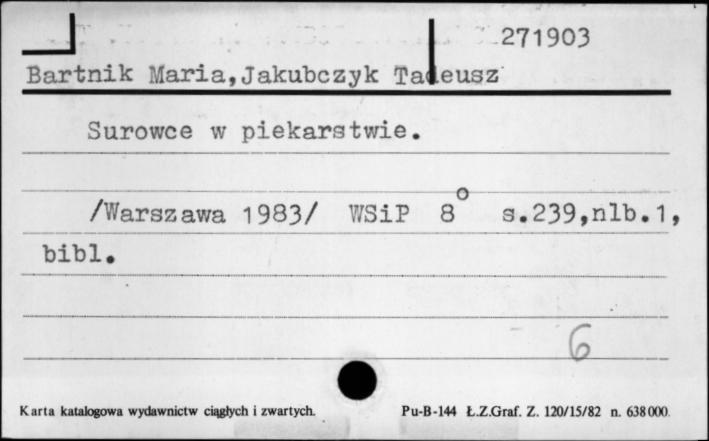 271903
Bartnik Maria,Jakubczyk Tadeusz
Surowce w piekarstwie.
/Warszawa 1983/ WSiP 8° s.239,nlb.1,
bibl.
6
Karta katalogowa wydawnictw ciągłych i zwartych. Pu-B-144 Ł.Z.Graf. Z. 120/15/82 n. 638000.